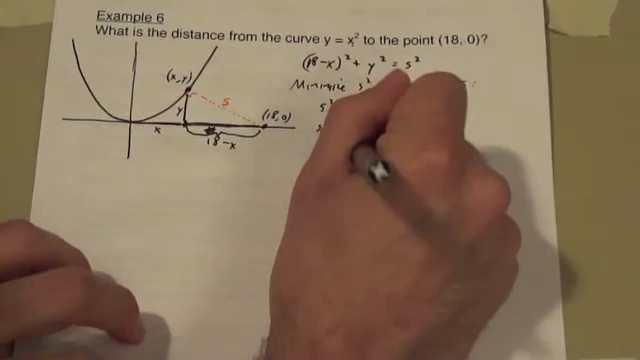 Example 6
What is the distance from the curve y = x² to the point (18, 0)?
(18-x)² + y² = s²
(x, y)
Minimize s² :
s
s²
(18, 0)
y
x
s
18-x